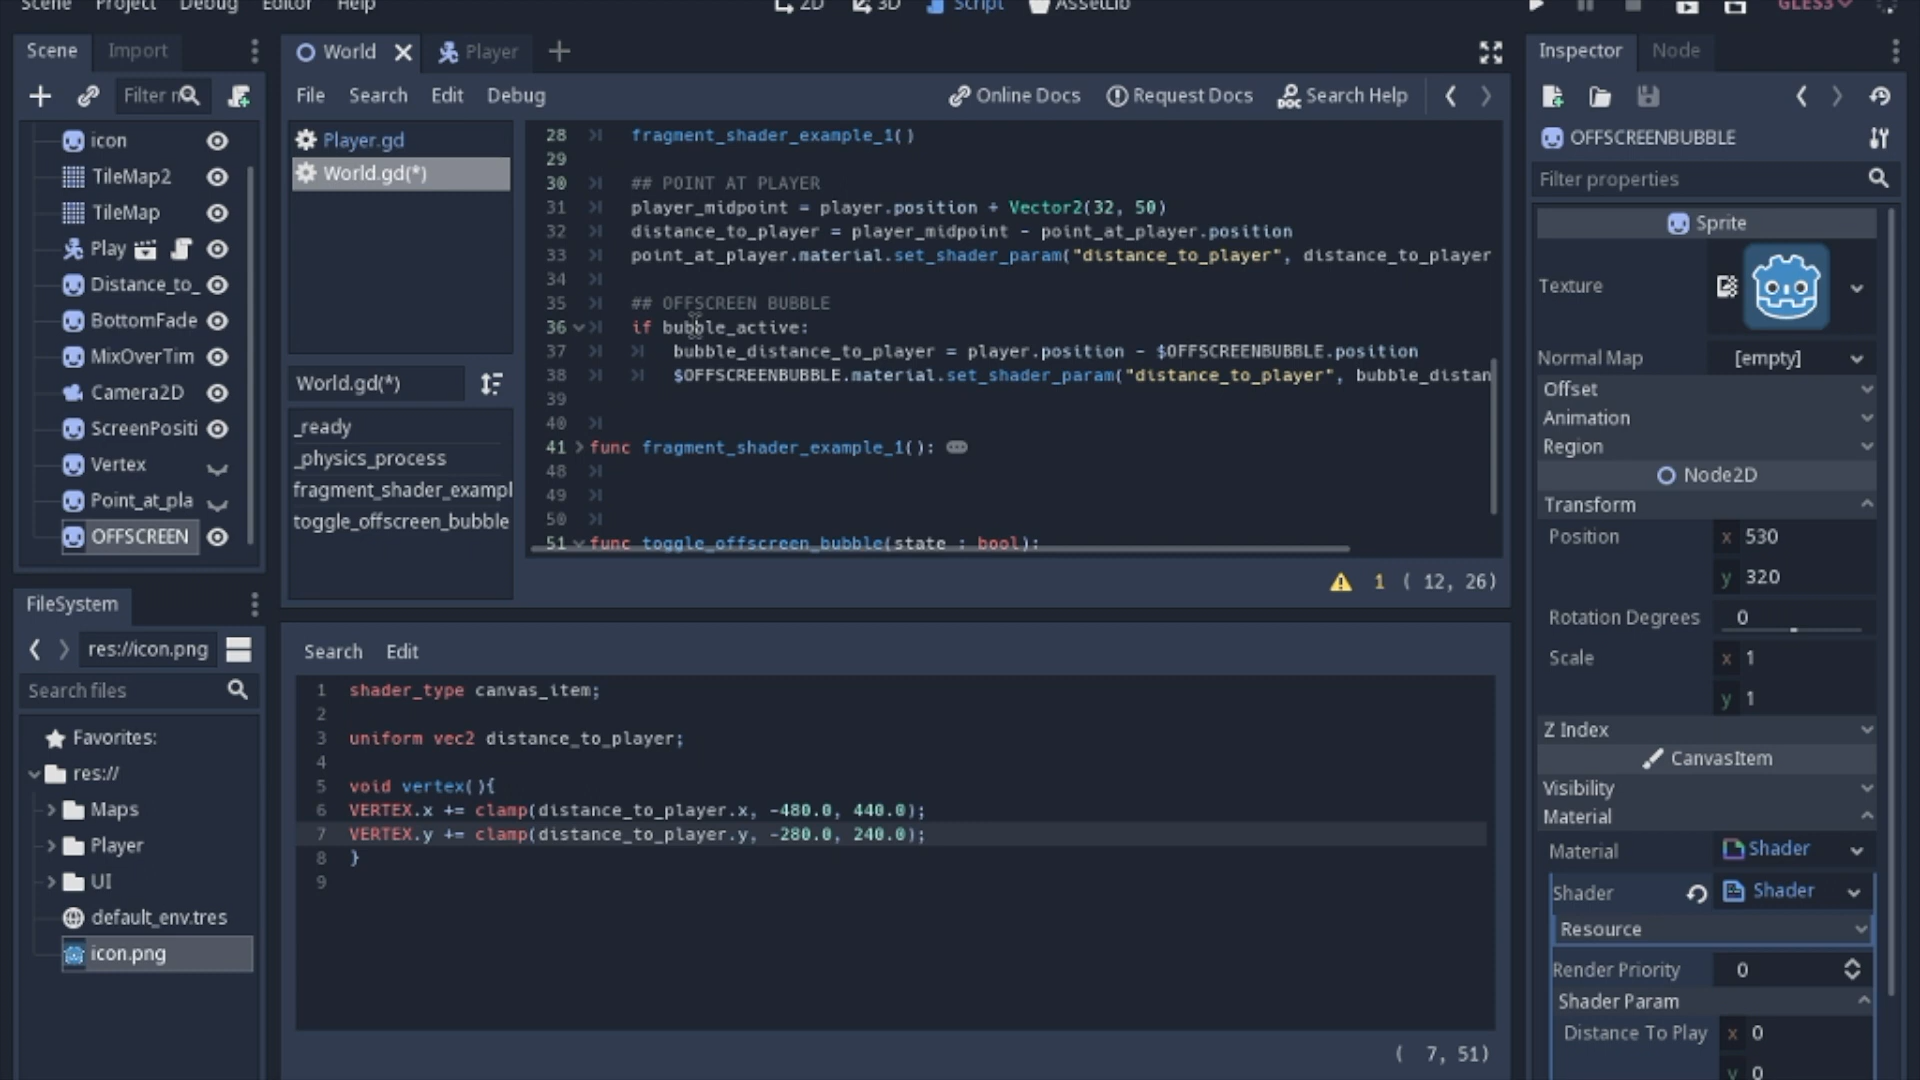 Scene Project Debug Editor Help
2D 3D Script AssetLib
GLES3
Scene Import
Filter n
icon
TileMap2
TileMap
Play
Distance_to_
BottomFade
MixOverTim
Camera2D
ScreenPositi
Vertex
Point_at_pla
OFFSCREEN
FileSystem
res://icon.png
Search files
Favorites:
res://
Maps
Player
UI
default_env.tres
icon.png
World Player
File Search Edit Debug
Online Docs Request Docs Search Help
Player.gd
World.gd(*)
World.gd(*)
_ready
_physics_process
fragment_shader_exampl
toggle_offscreen_bubble
28 fragment_shader_example_1()
29
30 ## POINT AT PLAYER
31 player_midpoint = player.position + Vector2(32, 50)
32 distance_to_player = player_midpoint - point_at_player.position
33 point_at_player.material.set_shader_param("distance_to_player", distance_to_player
34
35 ## OFFSCREEN BUBBLE
36 if bubble_active:
37 bubble_distance_to_player = player.position - $OFFSCREENBUBBLE.position
38 $OFFSCREENBUBBLE.material.set_shader_param("distance_to_player", bubble_distan
39
40
41 func fragment_shader_example_1():
48
49
50
51 func toggle_offscreen_bubble(state : bool):
1 ( 12, 26)
Search Edit
1 shader_type canvas_item;
2
3 uniform vec2 distance_to_player;
4
5 void vertex(){
6 VERTEX.x += clamp(distance_to_player.x, -480.0, 440.0);
7 VERTEX.y += clamp(distance_to_player.y, -280.0, 240.0);
8 }
9
( 7, 51)
Inspector Node
OFFSCREENBUBBLE
Filter properties
Sprite
Texture
Normal Map [empty]
Offset
Animation
Region
Node2D
Transform
Position x 530
y 320
Rotation Degrees 0
Scale x 1
y 1
Z Index
CanvasItem
Visibility
Material
Material Shader
Shader Shader
Resource
Render Priority 0
Shader Param
Distance To Play x 0
y 0